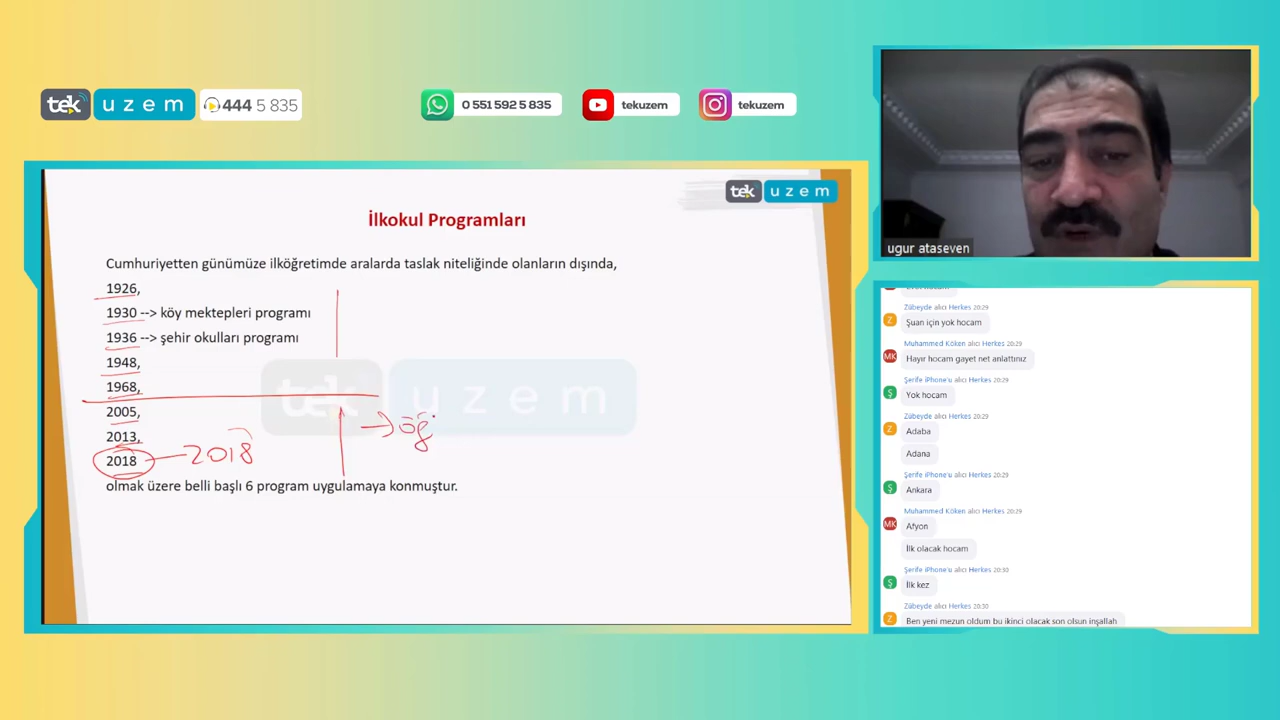 tek uzem 444 5 835
0 551 592 5 835
tekuzem
tekuzem
tek uzem
İlkokul Programları
Cumhuriyetten günümüze ilköğretimde aralarda taslak niteliğinde olanların dışında,
1926,
1930 --> köy mektepleri programı
1936 --> şehir okulları programı
1948,
1968,
2005,
2013,
2018 2018
öğ
olmak üzere belli başlı 6 program uygulamaya konmuştur.
tek uzem
ugur ataseven
Zübeyde alıcı Herkes 20:29
Z Şuan için yok hocam
Muhammed Köken alıcı Herkes 20:29
MK Hayır hocam gayet net anlattınız
Şerife iPhone'u alıcı Herkes 20:29
Ş Yok hocam
Zübeyde alıcı Herkes 20:29
Z Adaba
Adana
Şerife iPhone'u alıcı Herkes 20:29
Ş Ankara
Muhammed Köken alıcı Herkes 20:29
MK Afyon
İlk olacak hocam
Şerife iPhone'u alıcı Herkes 20:30
Ş İlk kez
Zübeyde alıcı Herkes 20:30
Z Ben yeni mezun oldum bu ikinci olacak son olsun inşallah